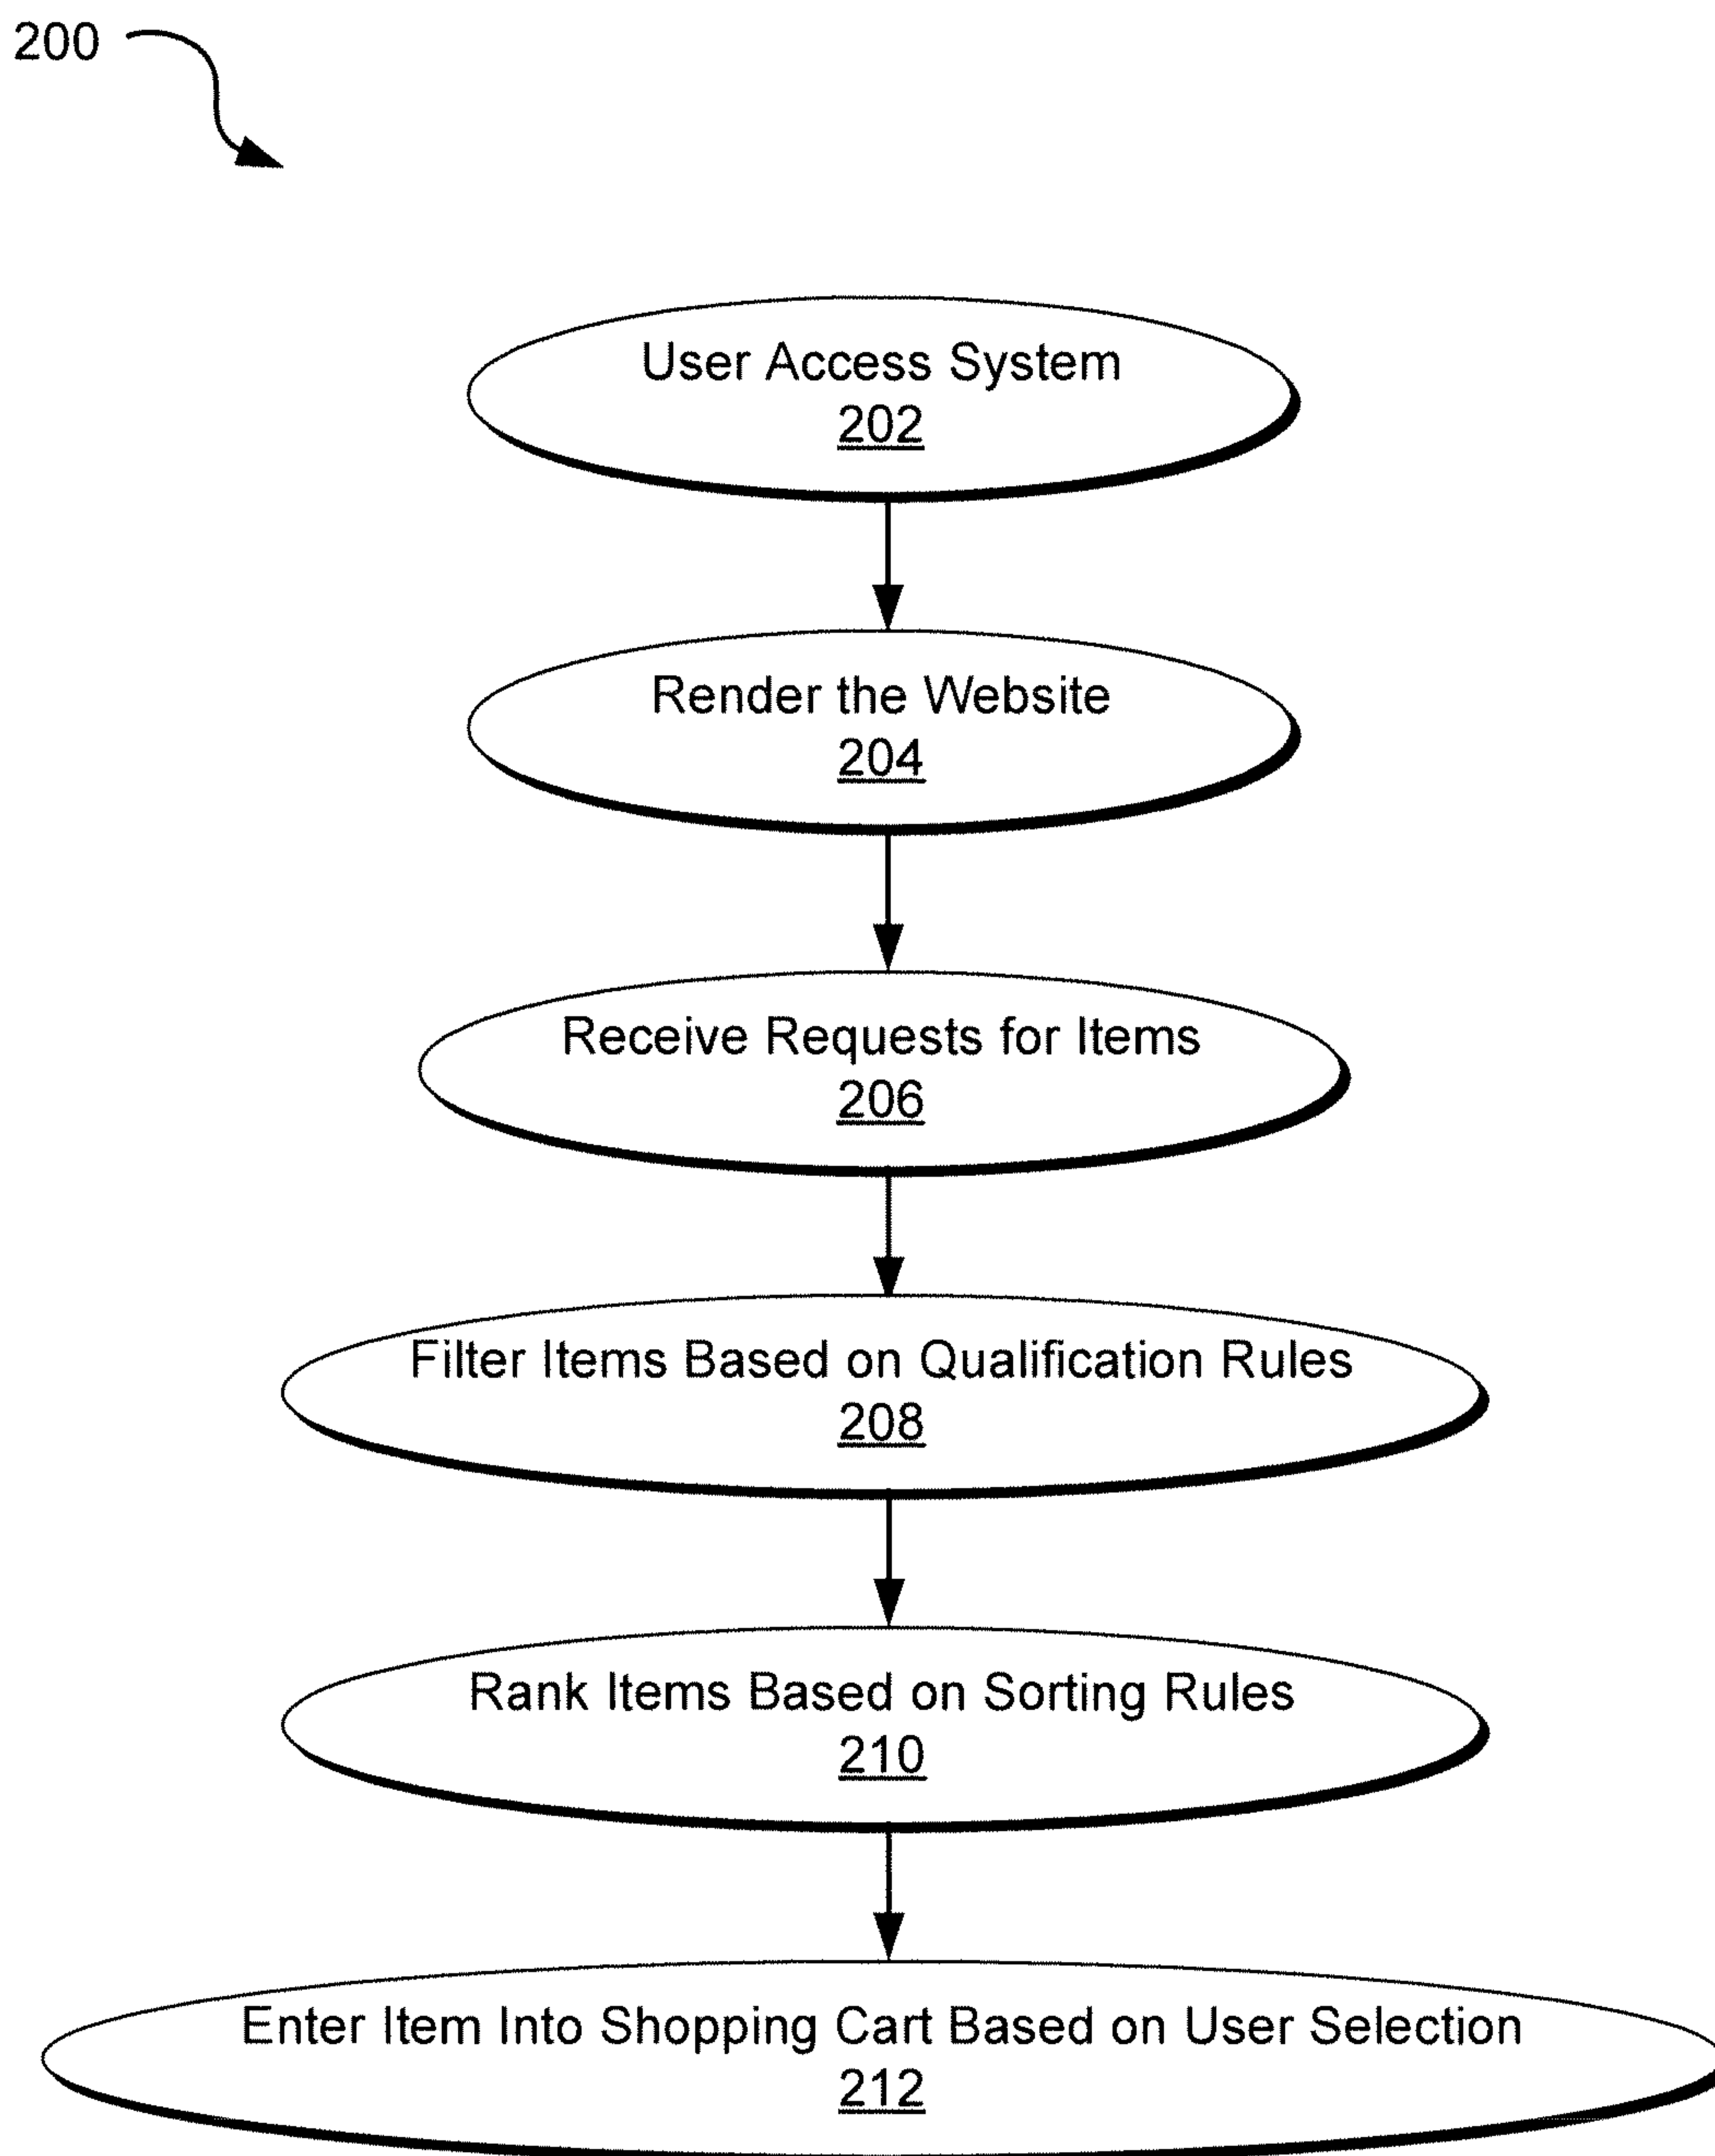 200
User Access System
202
Render the Website
204
Receive Requests for Items
206
Filter Items Based on Qualification Rules
208
Rank Items Based on Sorting Rules
210
Enter Item Into Shopping Cart Based on User Selection
212